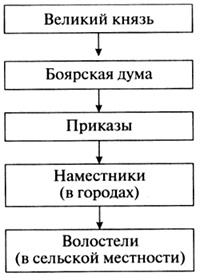 Великий князь
Боярская дума
Приказы
Наместники
(в городах)
Волостели
(в сельской местности)